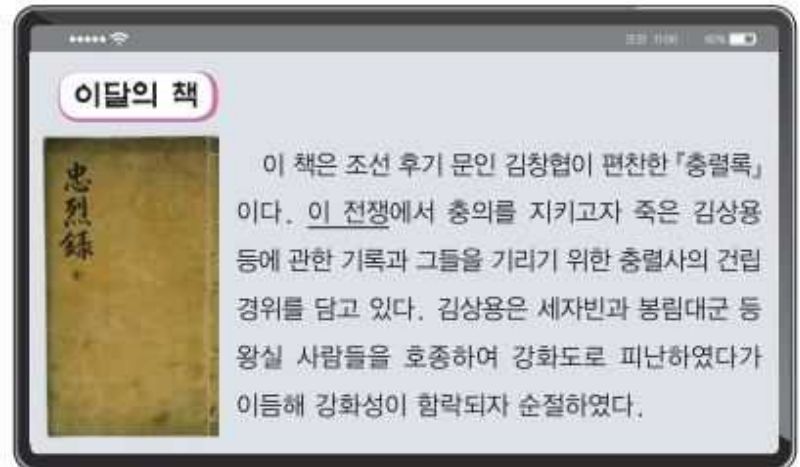 이달의 책
忠烈錄
이 책은 조선 후기 문인 김창협이 편찬한 『충렬록』
이다. 이 전쟁에서 충의를 지키고자 죽은 김상용
등에 관한 기록과 그들을 기리기 위한 충렬사의 건립
경위를 담고 있다. 김상용은 세자빈과 봉림대군 등
왕실 사람들을 호종하여 강화도로 피난하였다가
이듬해 강화성이 함락되자 순절하였다.